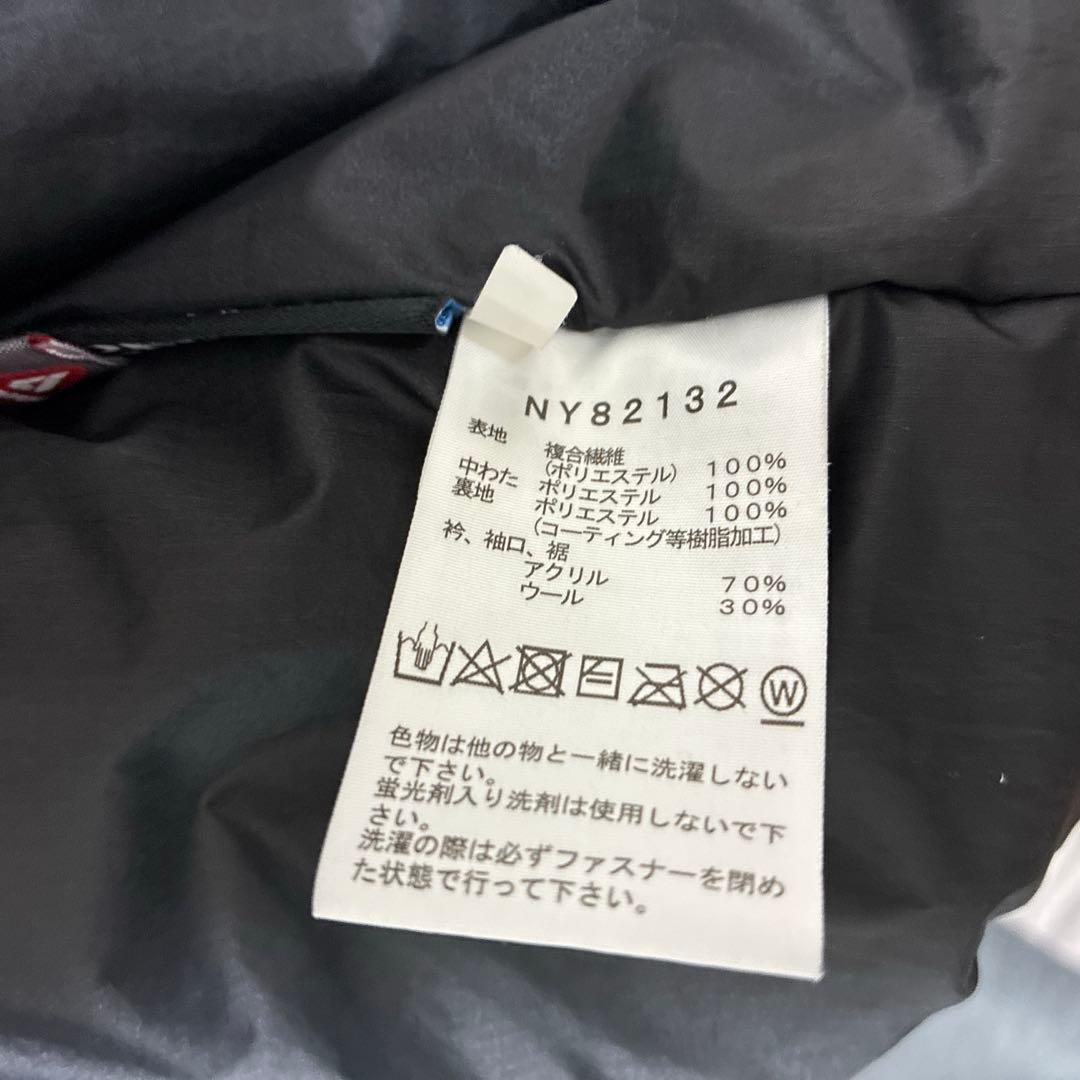 NY82132
表地 複合繊維
(ポリエステル) 100%
中わた ポリエステル 100%
裏地 ポリエステル 100%
(コーティング等樹脂加工)
衿、袖口、裾
アクリル 70%
ウール 30%
W
色物は他の物と一緒に洗濯しない
で下さい。
蛍光剤入り洗剤は使用しないで下
さい。
洗濯の際は必ずファスナーを閉め
た状態で行って下さい。